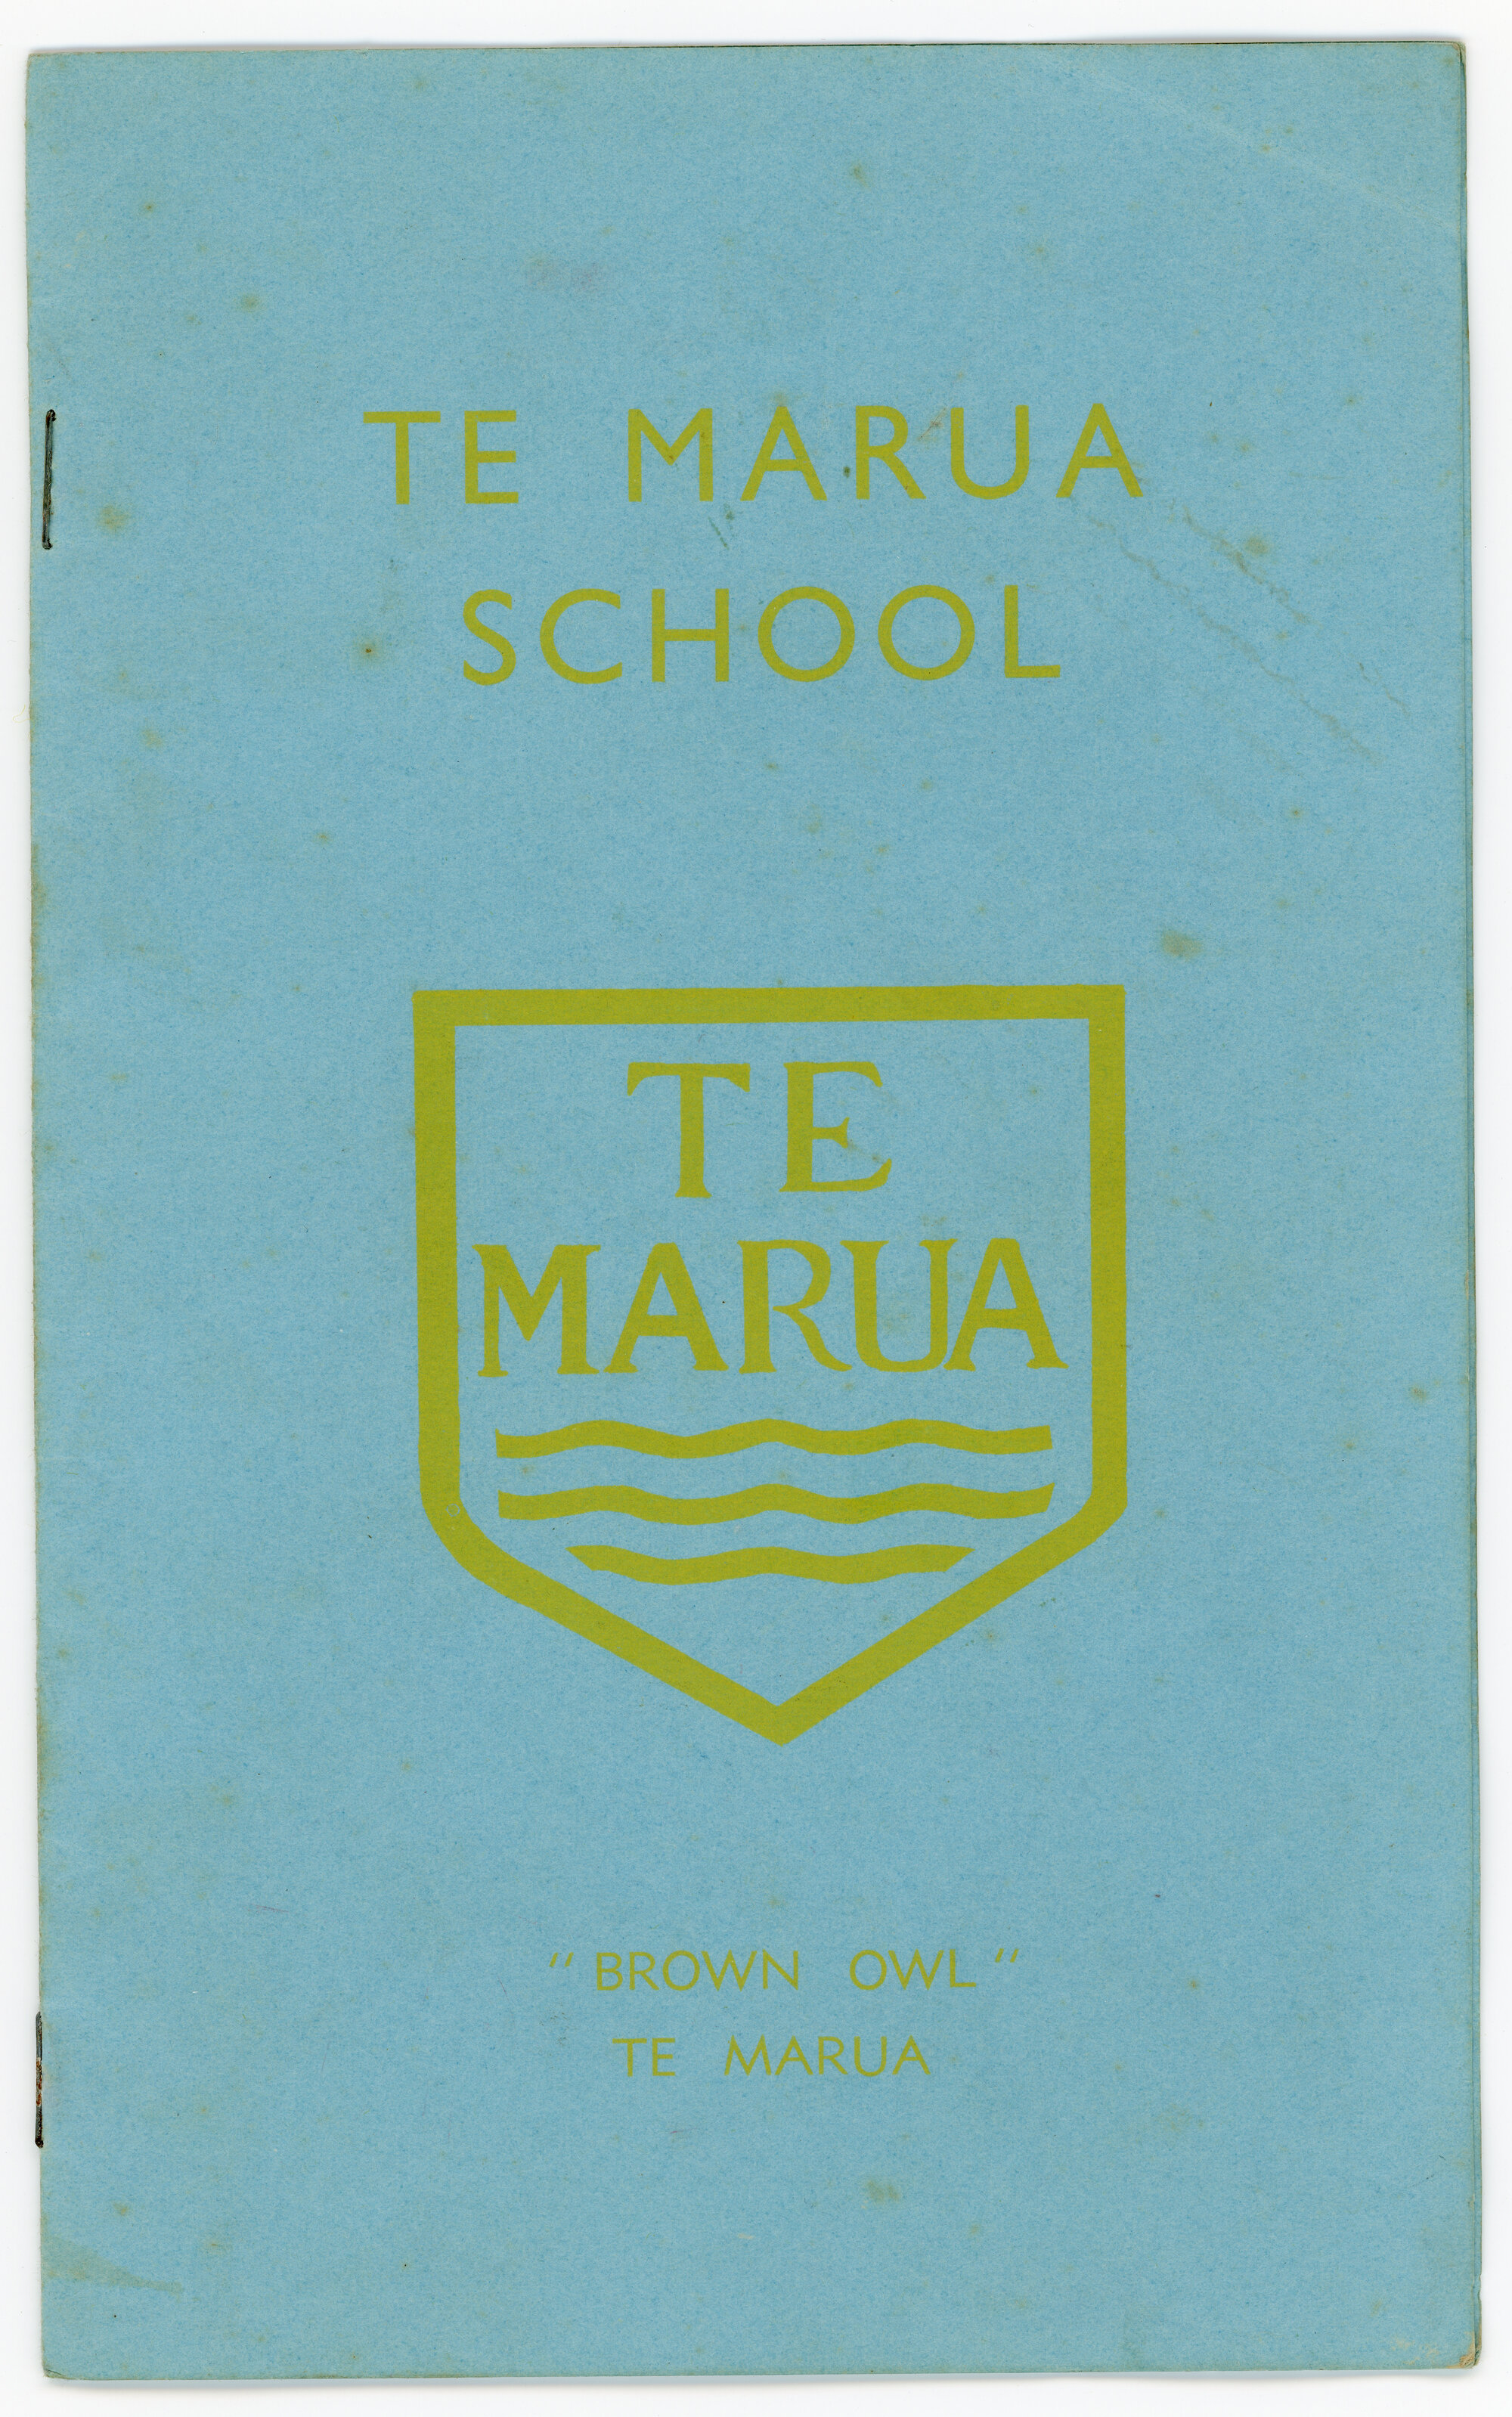 TE MARUA
SCHOOL
TE
MARUA
"BROWN OWL"
TE MARUA